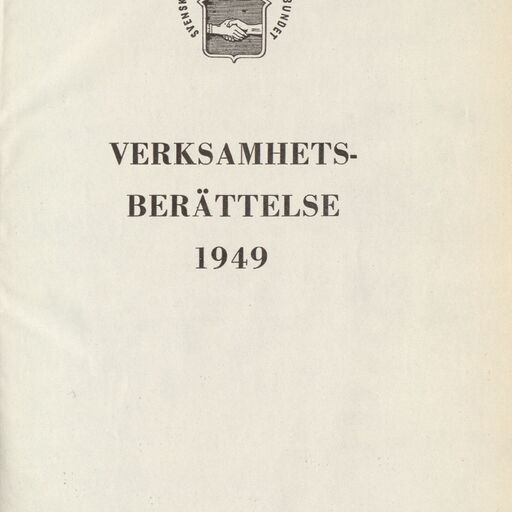 SVENSK
BUNDET
VERKSAMHETS-
BERÄTTELSE
1949